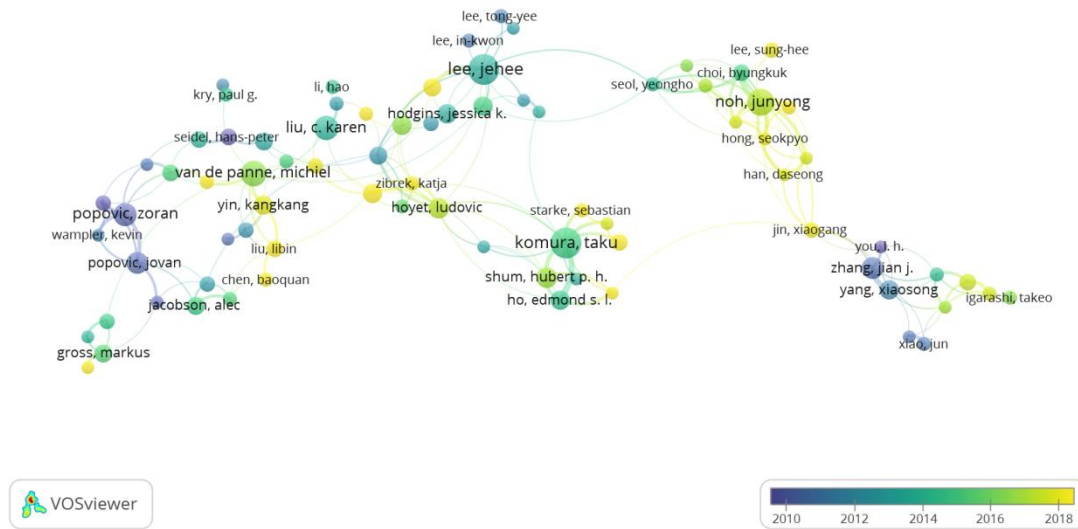 lee, tong-yee
lee, in-kwon
lee, jehee
lee, sung-hee
choi, byungkuk
seol, yeongho
noh, junyong
li, hao
kry, paul g.
hodgins, jessica k.
liu, c. karen
seidel, hans-peter
hong, seokpyo
van de panne, michiel
han, daseong
zibrek, katja
yin, kangkang
hoyet, ludovic
popovic, zoran
starke, sebastian
wampler, kevin
komura, taku
jin, xiaogang
liu, libin
you, l. h.
popovic, jovan
zhang, jian j.
chen, baoquan
shum, hubert p. h.
yang, xiaosong
igarashi, takeo
jacobson, alec
ho, edmond s. l.
xiao, jun
gross, markus
VOSviewer
2010 2012 2014 2016 2018